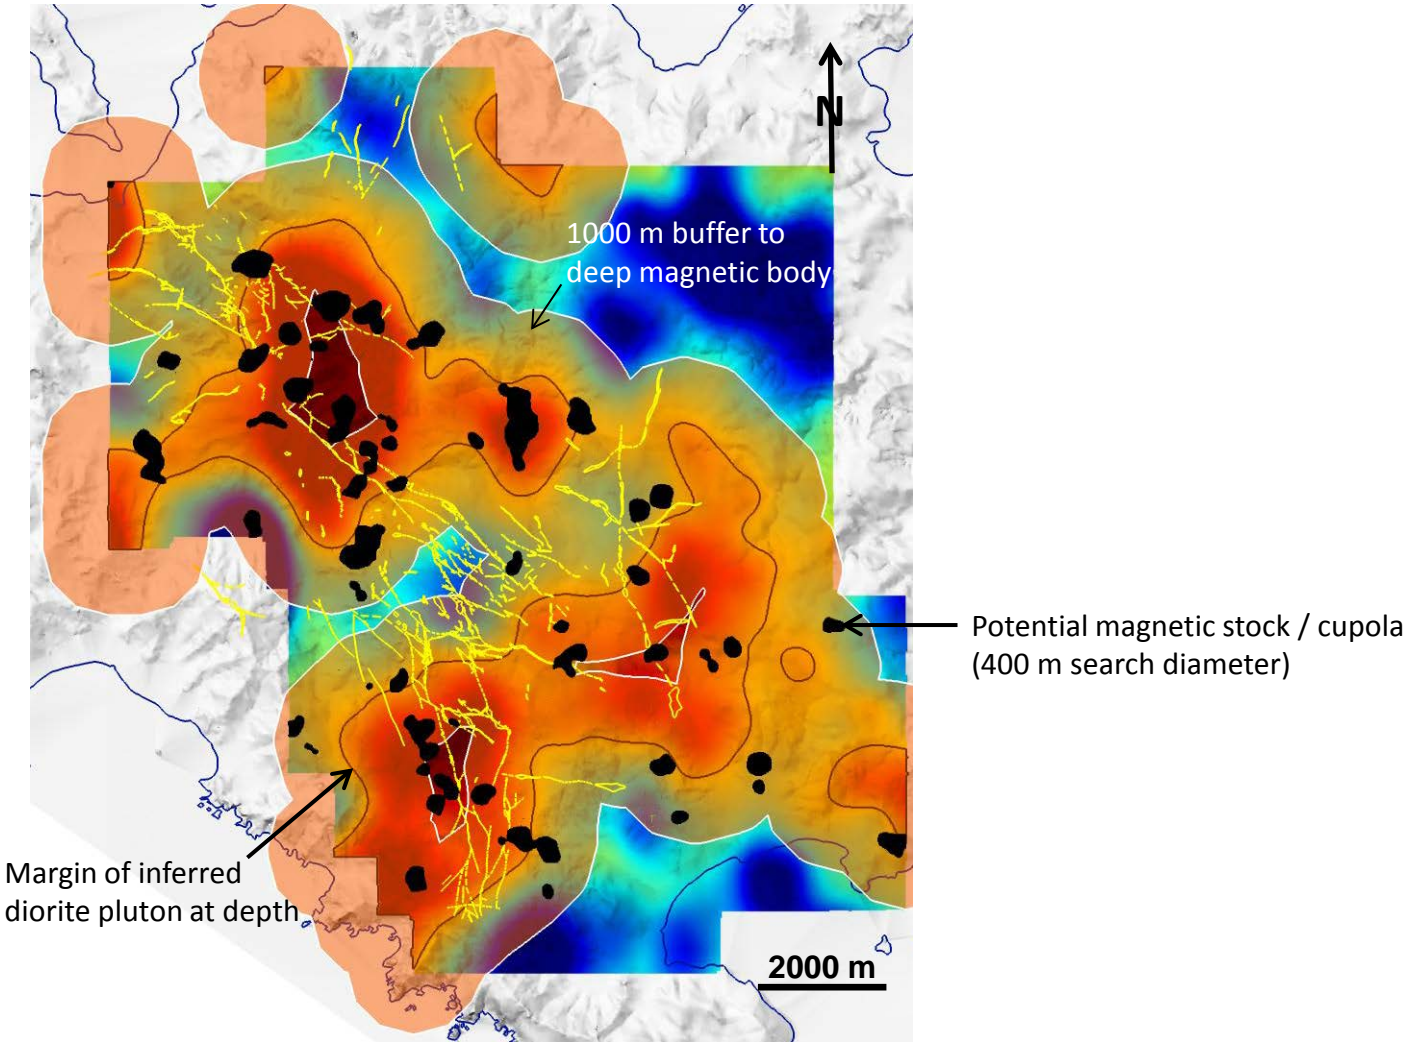 N
1000 m buffer to
deep magnetic body
Potential magnetic stock / cupola
(400 m search diameter)
Margin of inferred
diorite pluton at depth
2000 m